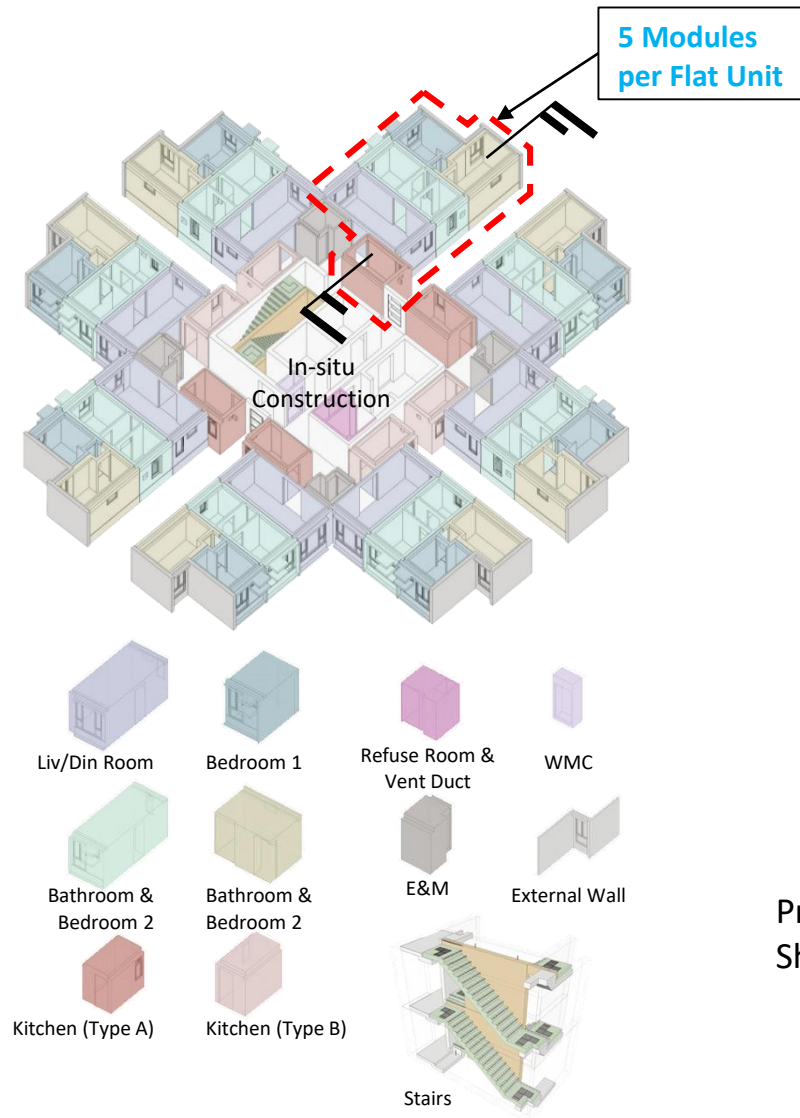 5 Modules
per Flat Unit
In-situ
Construction
Liv/Din Room
Bedroom 1
Refuse Room &
Vent Duct
WMC
Bathroom &
Bedroom 2
Bathroom &
Bedroom 2
E&M
External Wall
Kitchen (Type A)
Kitchen (Type B)
Stairs